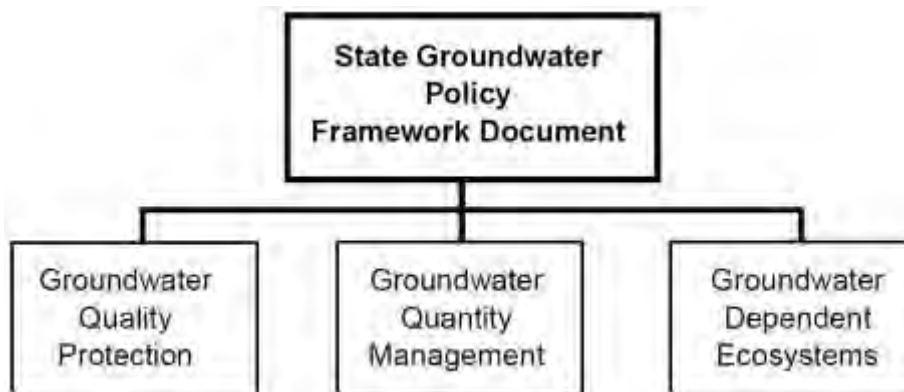 State Groundwater
Policy
Framework Document
Groundwater
Quality
Protection
Groundwater
Quantity
Management
Groundwater
Dependent
Ecosystems